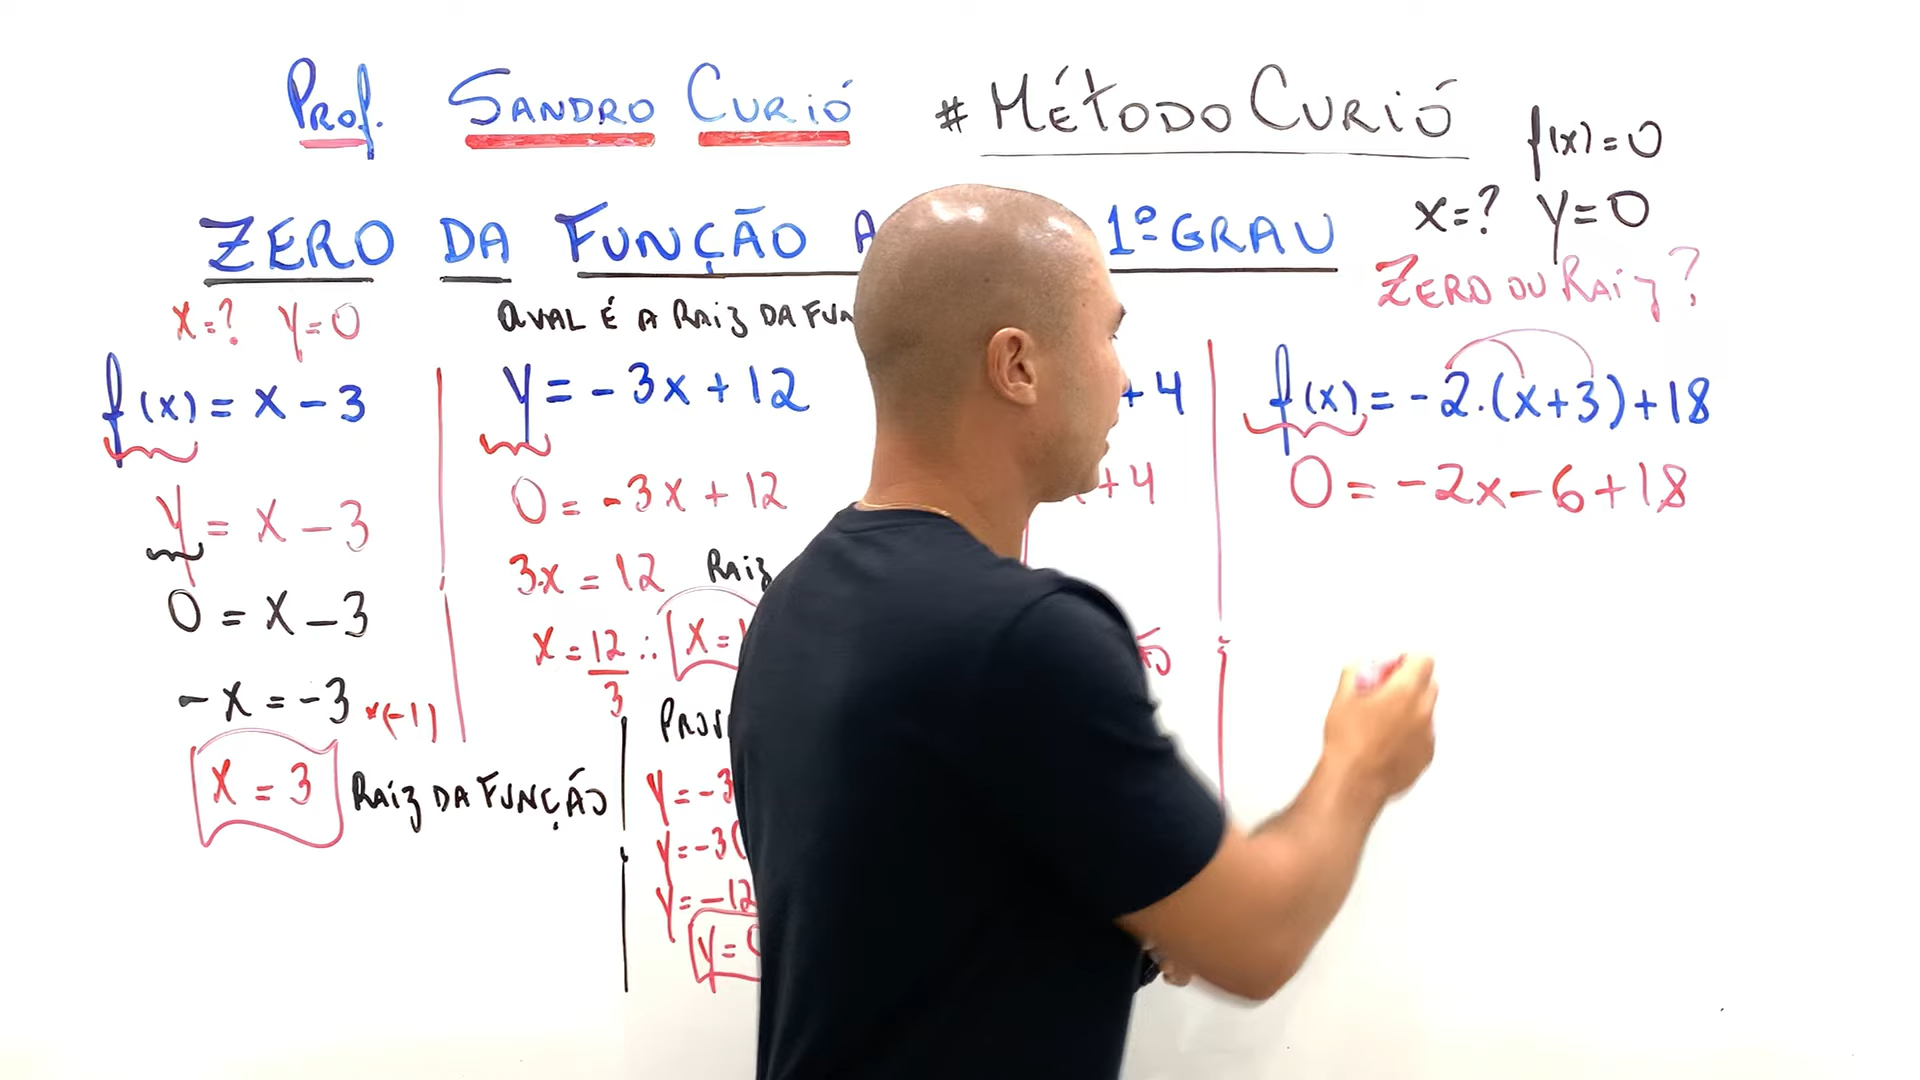 Prof. SANDRO CURIÓ # MÉTODO CURIÓ
ZERO DA FUNÇÃO 1º GRAU
f(x)=0
x=? y=0
ZERO OU RAIZ?
x=? y=0
f(x) = x - 3
y = x - 3
0 = x - 3
-x = -3 *(-1)
x = 3 RAIZ DA FUNÇÃO
QUAL É A RAIZ DA
y = -3x + 12
0 = -3x + 12
3x = 12 RAIZ
x = 12/3 ∴ x=
y = -3
y = -3(
y = -12
y =
+ 4
+ 4
f(x) = -2.(x+3)+18
0 = -2x - 6 + 18